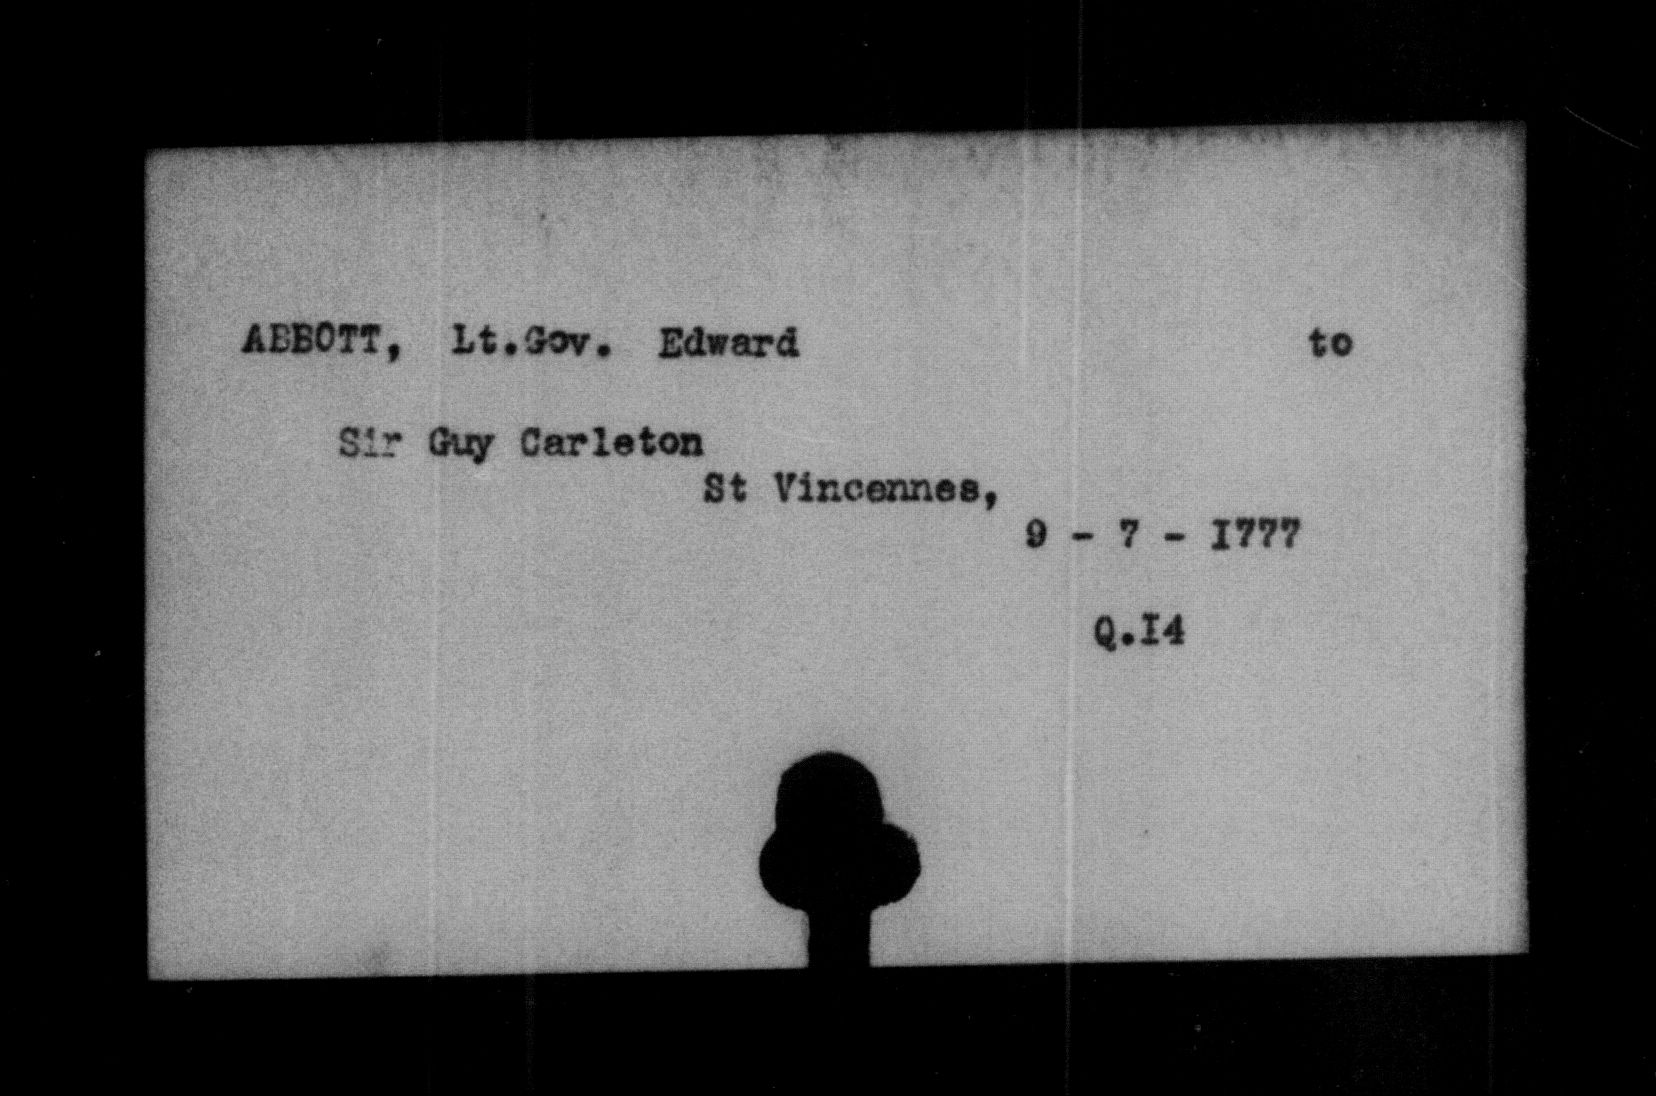 ABBOTT, Lt.Gov. Edward to
Sir Guy Carleton
St Vincennes,
9 - 7 - I777
Q.I4